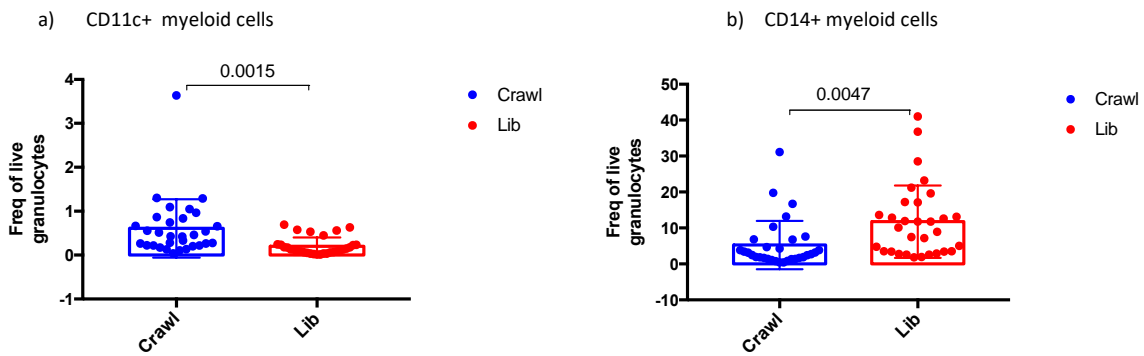 a) CD11c+ myeloid cells
0.0015
4
3
2
1
0
-1
Freq of live
granulocytes
Crawl
Lib
Crawl
Lib
b) CD14+ myeloid cells
0.0047
50
40
30
20
10
0
-10
Freq of live
granulocytes
Crawl
Lib
Crawl
Lib